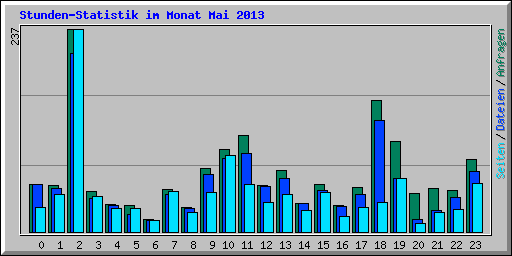 Stunden-Statistik im Monat Mai 2013
237
Seiten / Dateien / Anfragen
0 1 2 3 4 5 6 7 8 9 10 11 12 13 14 15 16 17 18 19 20 21 22 23